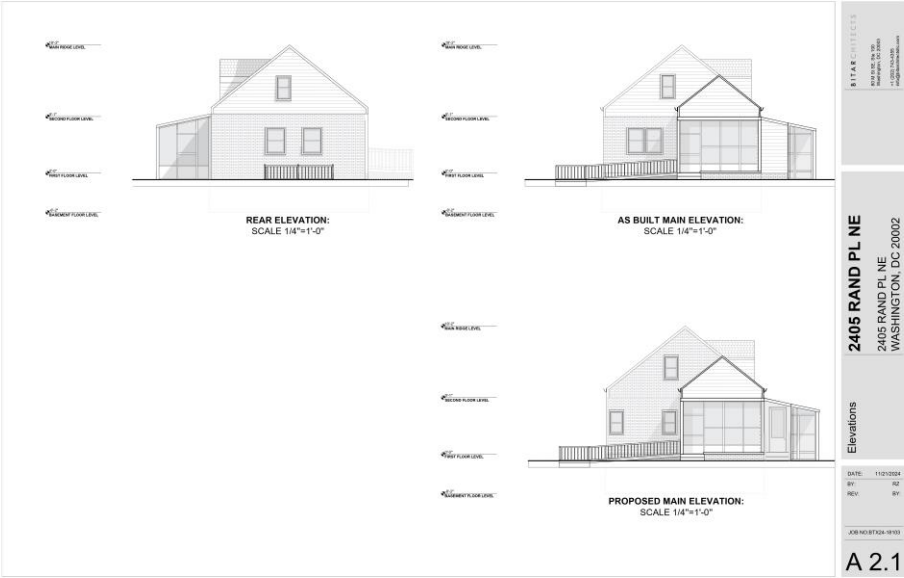 MAIN RIDGE LEVEL
SECOND FLOOR LEVEL
FIRST FLOOR LEVEL
BASEMENT FLOOR LEVEL
REAR ELEVATION:
SCALE 1/4"=1'-0"
MAIN RIDGE LEVEL
SECOND FLOOR LEVEL
FIRST FLOOR LEVEL
BASEMENT FLOOR LEVEL
AS BUILT MAIN ELEVATION:
SCALE 1/4"=1'-0"
MAIN RIDGE LEVEL
SECOND FLOOR LEVEL
FIRST FLOOR LEVEL
BASEMENT FLOOR LEVEL
PROPOSED MAIN ELEVATION:
SCALE 1/4"=1'-0"
BITARCHITECTS
Washington, DC 20003
2405 RAND PL NE
2405 RAND PL NE
WASHINGTON, DC 20002
Elevations
DATE: 11/21/2024
BY: RZ
REV: BY:
A 2.1